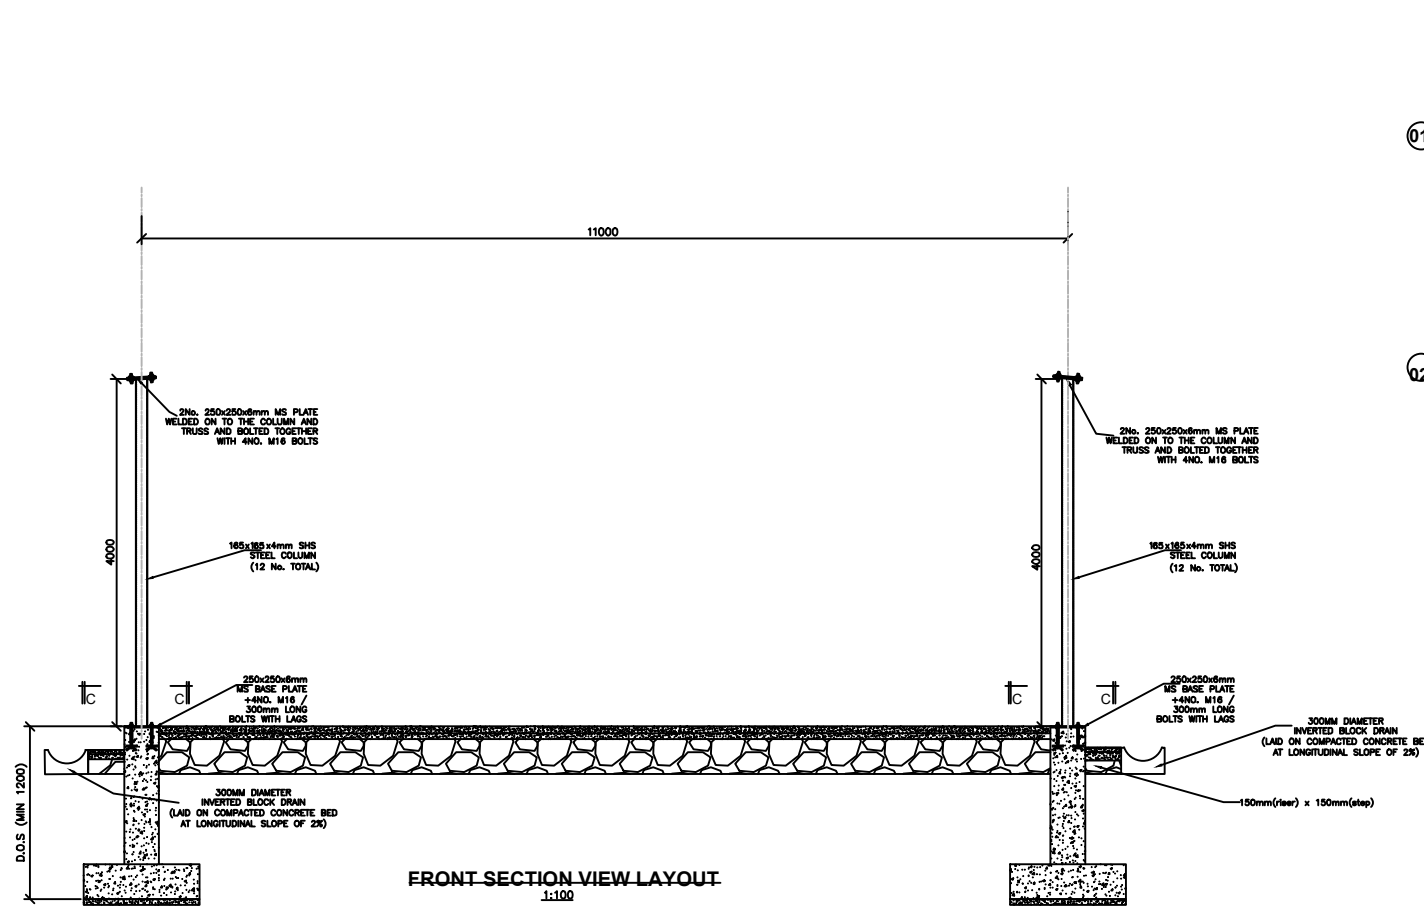 01
11000
02
2No. 250x250x6mm MS PLATE
WELDED ON TO THE COLUMN AND
TRUSS AND BOLTED TOGETHER
WITH 4NO. M16 BOLTS
2No. 250x250x6mm MS PLATE
WELDED ON TO THE COLUMN AND
TRUSS AND BOLTED TOGETHER
WITH 4NO. M16 BOLTS
4000
165x165x4mm SHS
STEEL COLUMN
(12 No. TOTAL)
4000
165x165x4mm SHS
STEEL COLUMN
(12 No. TOTAL)
C
C
250x250x6mm
MS BASE PLATE
+4NO. M16 /
300mm LONG
BOLTS WITH LAGS
C
C
250x250x6mm
MS BASE PLATE
+4NO. M16 /
300mm LONG
BOLTS WITH LAGS
300MM DIAMETER
INVERTED BLOCK DRAIN
(LAID ON COMPACTED CONCRETE BE
AT LONGITUDINAL SLOPE OF 2%)
D.O.S (MIN 1200)
300MM DIAMETER
INVERTED BLOCK DRAIN
(LAID ON COMPACTED CONCRETE BED
AT LONGITUDINAL SLOPE OF 2%)
150mm(riser) x 150mm(step)
FRONT SECTION VIEW LAYOUT
1:100